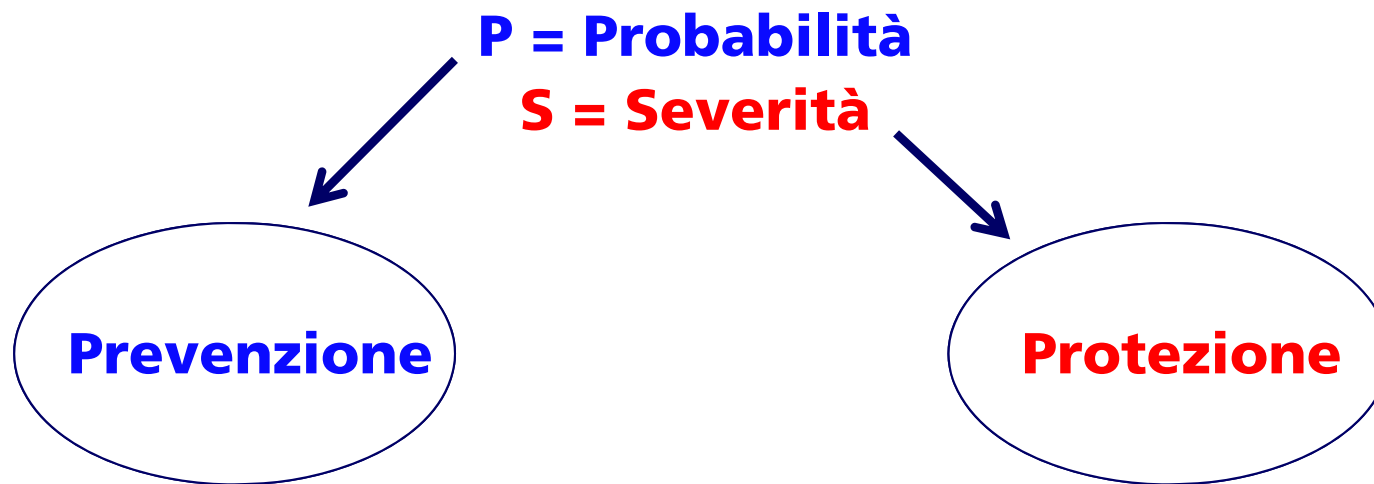 P = Probabilità
S = Severità
Prevenzione
Protezione